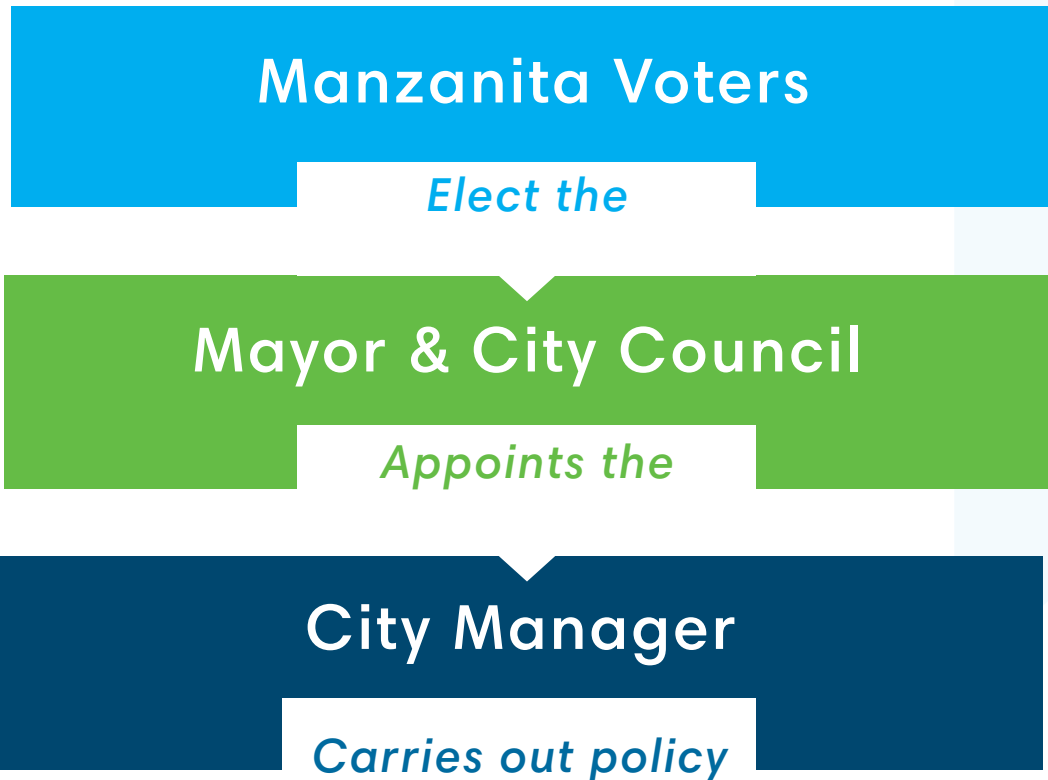 Manzanita Voters
Elect the
Mayor & City Council
Appoints the
City Manager
Carries out policy